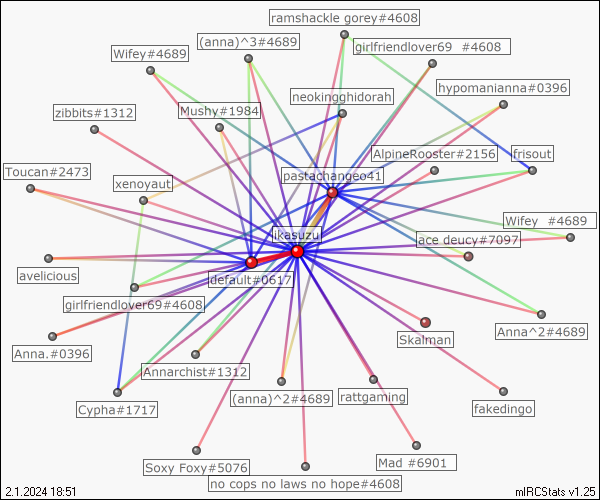 ramshackle gorey#4608
(anna)^3#4689
girlfriendlover69 #4608
Wifey#4689
hypomanianna#0396
neokingghidorah
zibbits#1312
Mushy#1984
AlpineRooster#2156
frisout
Toucan#2473
pastachangeo41
xenoyaut
Wifey #4689
jikasuzu
ace deucy#7097
avelicious
default#0617
girlfriendlover69#4608
Anna^2#4689
Skalman
Anna.#0396
Annarchist#1312
(anna)^2#4689
rattgaming
Cypha#1717
fakedingo
Soxy Foxy#5076
Mad #6901
no cops no laws no hope#4608
2.1.2024 18:51
mIRCStats v1.25